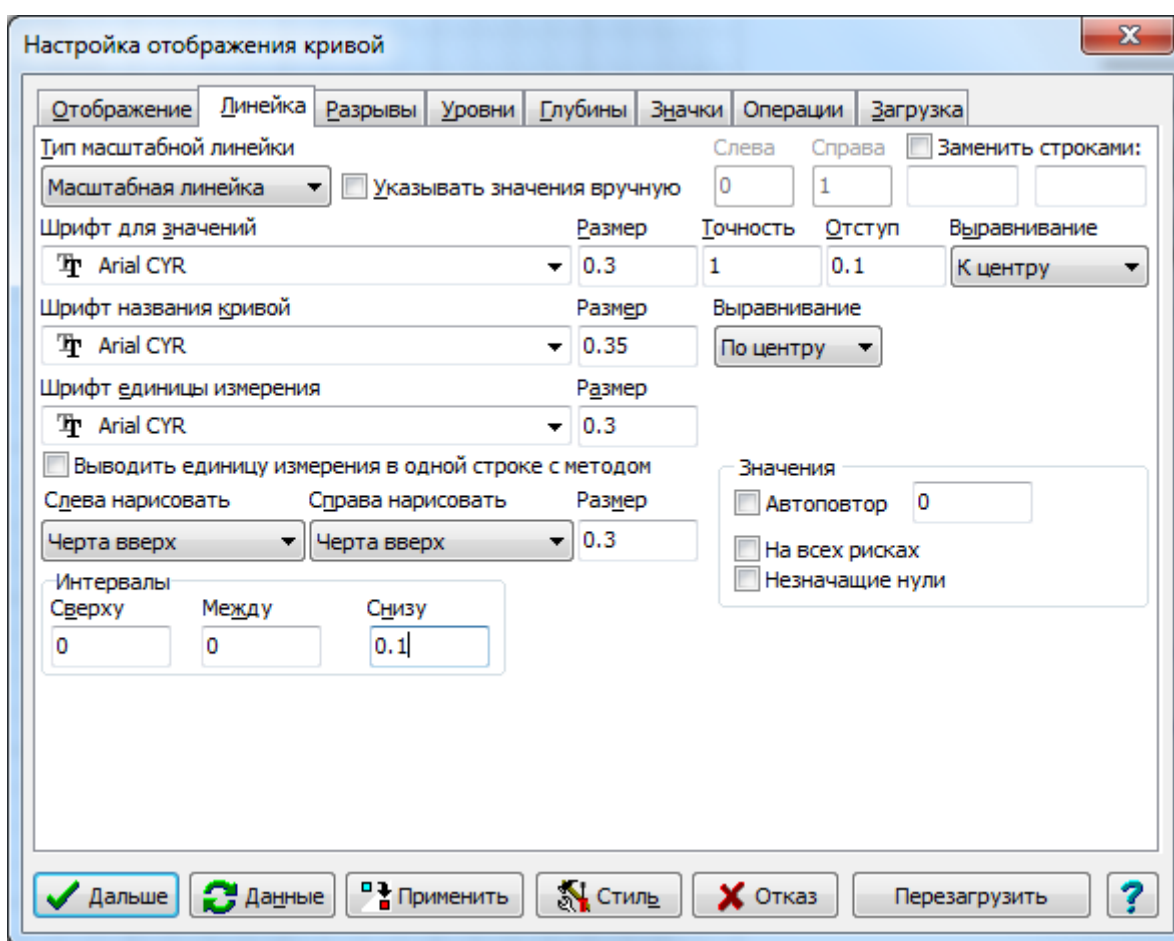 Настройка отображения кривой
Отображение Линейка Разрывы Уровни Глубины Значки Операции Загрузка
Тип масштабной линейки Слева Справа Заменить строками:
Масштабная линейка Указывать значения вручную 0 1
Шрифт для значений Размер Точность Отступ Выравнивание
Arial CYR 0.3 1 0.1 К центру
Шрифт названия кривой Размер Выравнивание
Arial CYR 0.35 По центру
Шрифт единицы измерения Размер
Arial CYR 0.3
Выводить единицу измерения в одной строке с методом
Слева нарисовать Справа нарисовать Размер
Черта вверх Черта вверх 0.3
Значения
Автоповтор 0
На всех рисках
Незначащие нули
Интервалы
Сверху Между Снизу
0 0 0.1
Дальше Данные Применить Стиль Отказ Перезагрузить ?